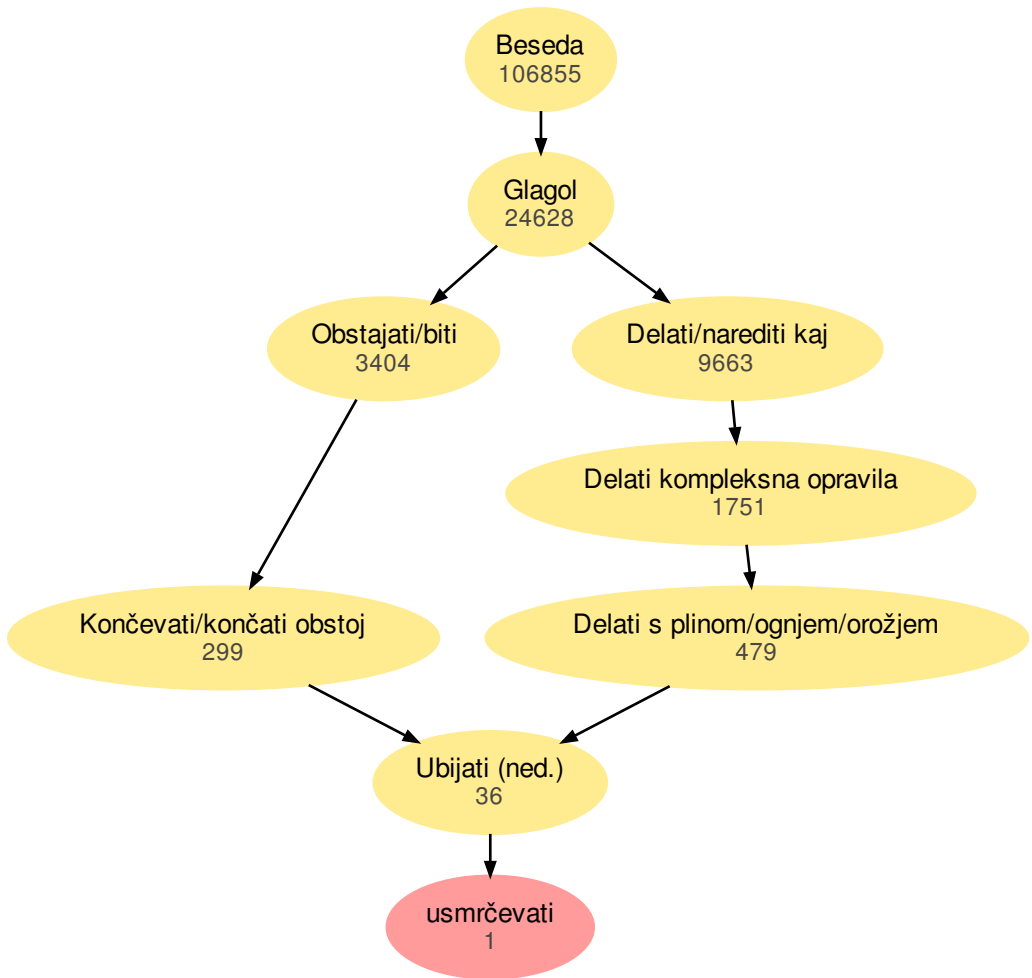 Beseda
106855
Glagol
24628
Obstajati/biti
3404
Delati/narediti kaj
9663
Delati kompleksna opravila
1751
Končevati/končati obstoj
299
Delati s plinom/ognjem/orožjem
479
Ubijati (ned.)
36
usmrčevati
1